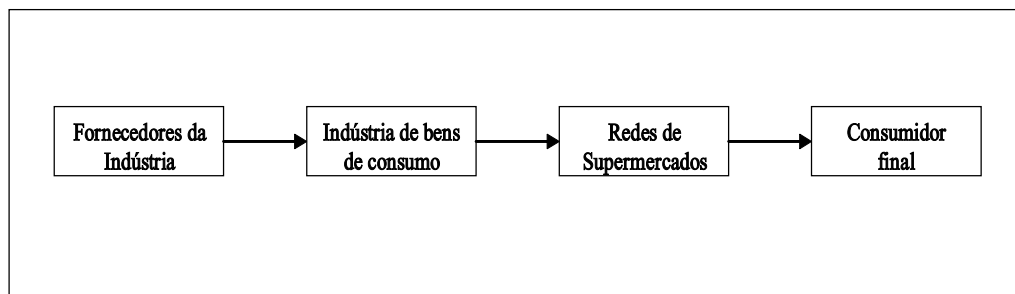 Fornecedores da
Indústria
Indústria de bens
de consumo
Redes de
Supermercados
Consumidor
final